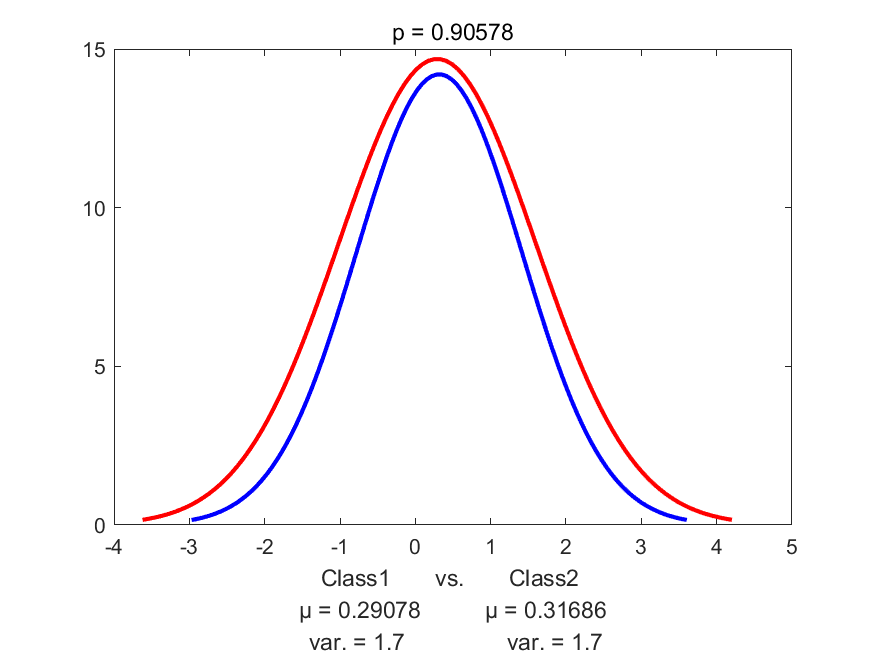 p = 0.90578
15
10
5
0
-4 -3 -2 -1 0 1 2 3 4 5
Class1 vs. Class2
μ = 0.29078 μ = 0.31686
var. = 1.7 var. = 1.7